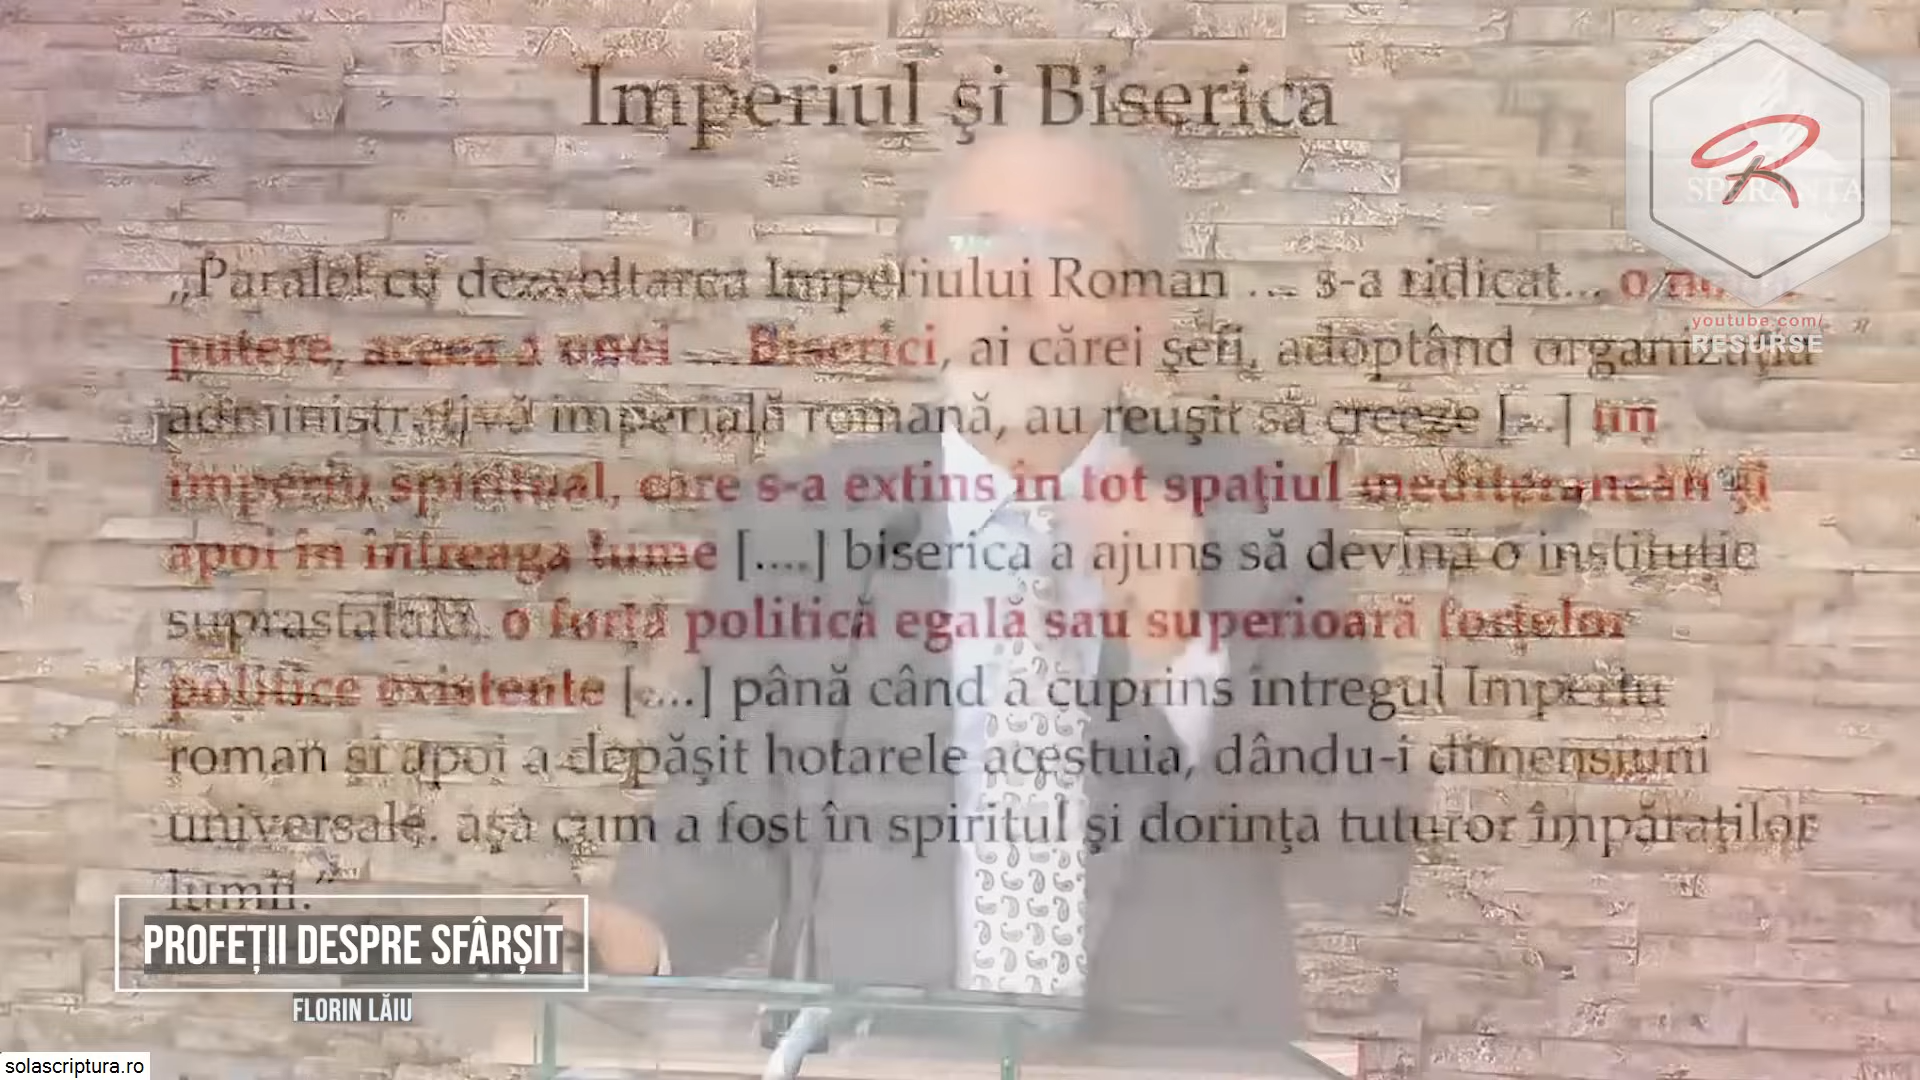 Imperiul şi Biserica
SPERANȚA
„Paralel cu dezvoltarea Imperiului Roman ... s-a ridicat... o nouă
youtube.com/
putere, aceea a unei ... Biserici, ai cărei şefi, adoptând organizaţia
RESURSE
administrativă imperială romană, au reuşit să creeze [...] un
imperiu spiritual, care s-a extins în tot spaţiul mediteranean şi
apoi în întreaga lume [....] biserica a ajuns să devină o instituţie
suprastatală, o forţă politică egală sau superioară forţelor
politice existente [....] până când a cuprins întregul Imperiu
roman şi apoi a depăşit hotarele acestuia, dându-i dimensiuni
universale, aşa cum a fost în spiritul şi dorinţa tuturor împăraţilor
lumii.”
PROFEȚII DESPRE SFÂRȘIT
FLORIN LĂIU
solascriptura.ro